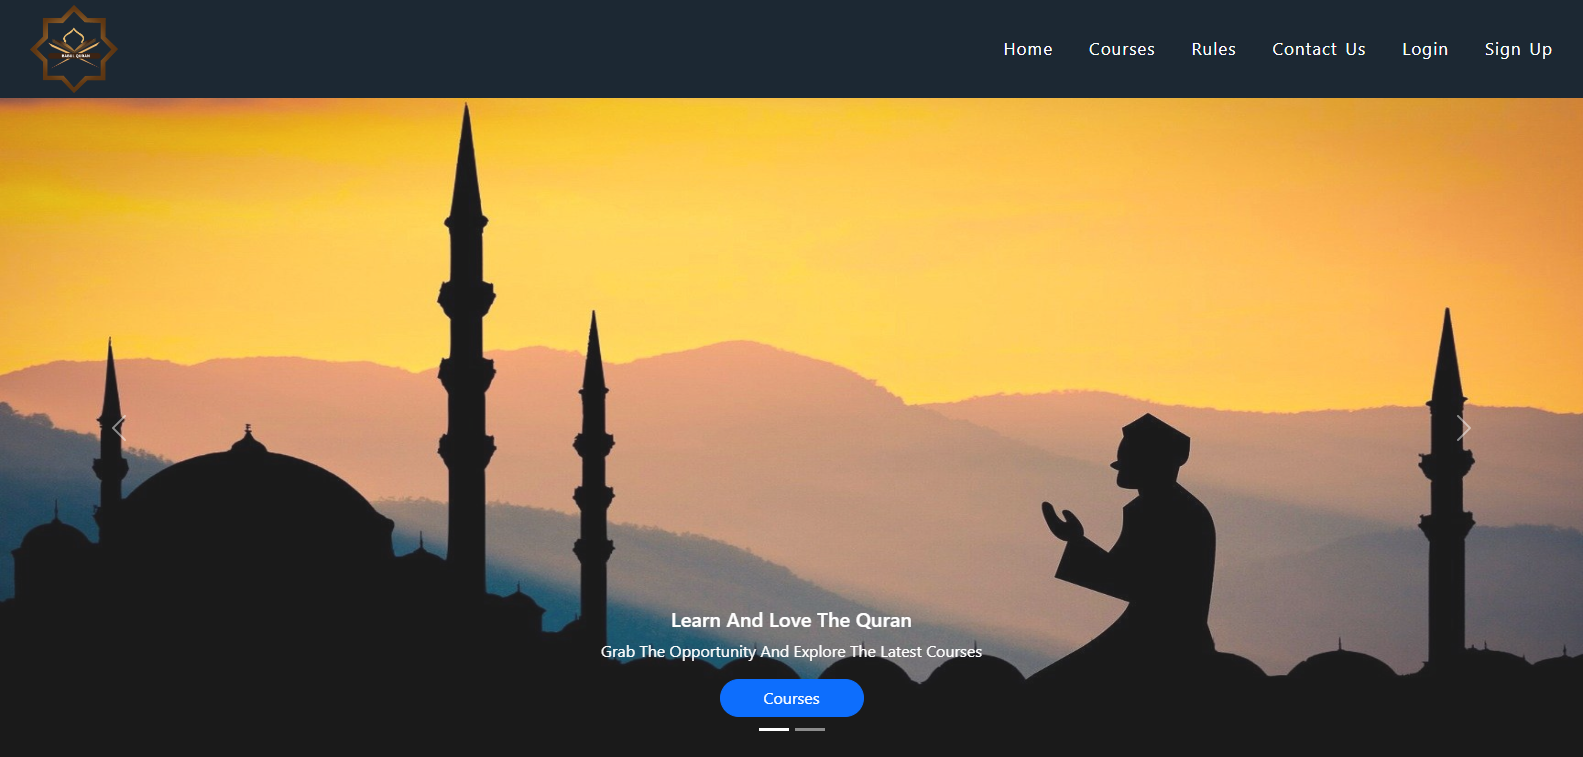 Home Courses Rules Contact Us Login Sign Up
Learn And Love The Quran
Grab The Opportunity And Explore The Latest Courses
Courses